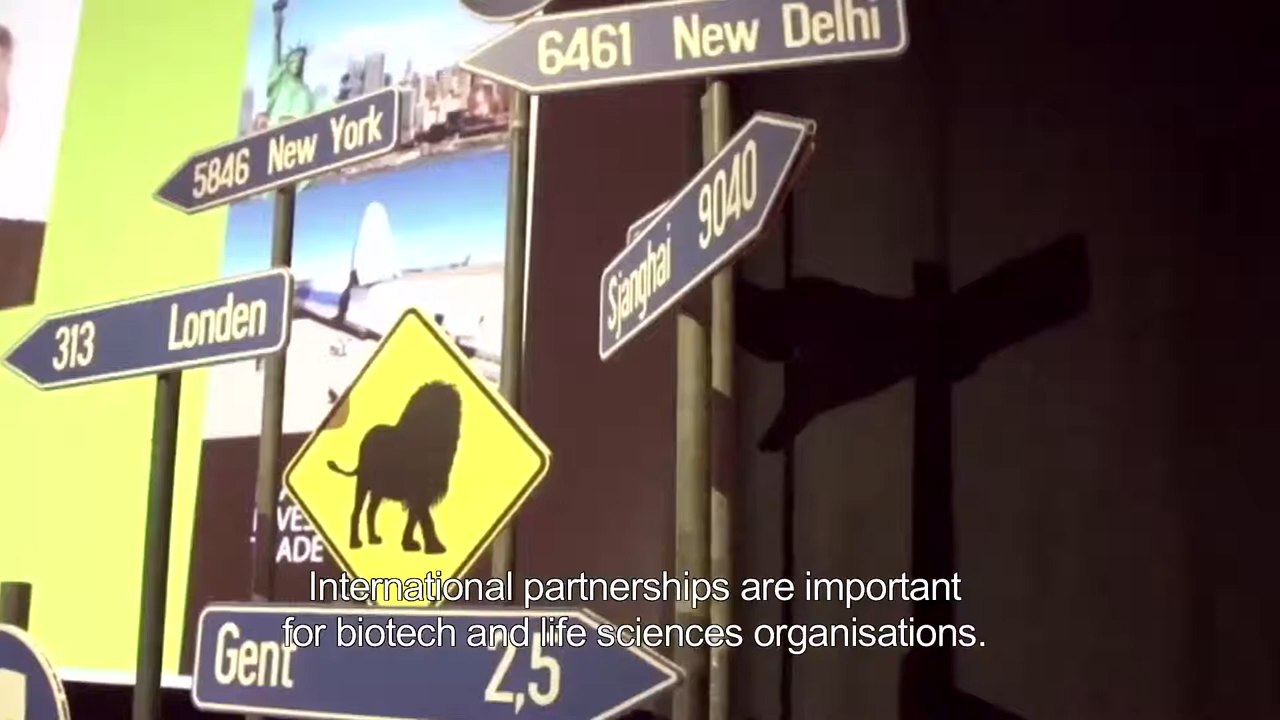 6461 New Delhi
5846 New York
Sjanghai 9040
313 Londen
Gent 2,5
International partnerships are important
for biotech and life sciences organisations.